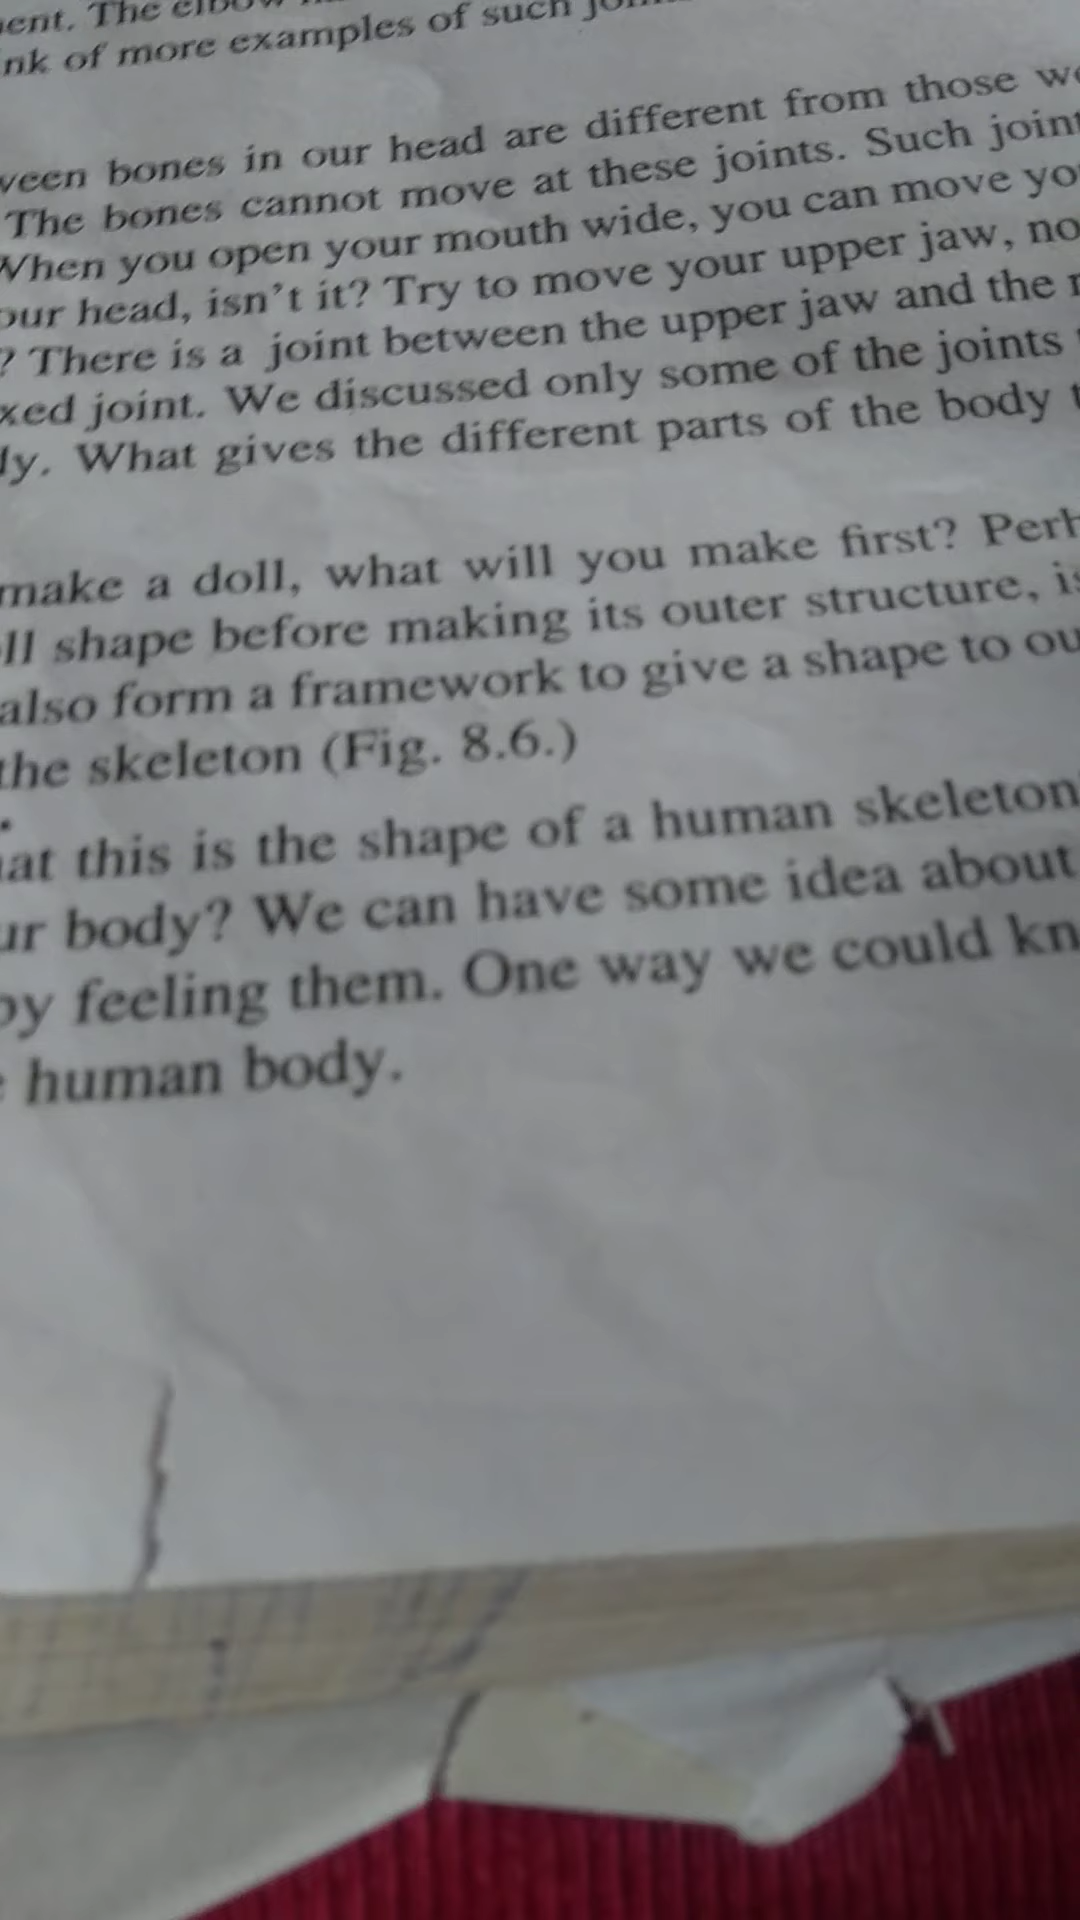 ent. The elbow
nk of more examples of such
ween bones in our head are different from those we
The bones cannot move at these joints. Such joint
When you open your mouth wide, you can move yo
our head, isn't it? Try to move your upper jaw, no
? There is a joint between the upper jaw and the
xed joint. We discussed only some of the joints
ly. What gives the different parts of the body t
make a doll, what will you make first? Perh
ll shape before making its outer structure, is
also form a framework to give a shape to ou
the skeleton (Fig. 8.6.)
hat this is the shape of a human skeleton
ur body? We can have some idea about
by feeling them. One way we could kn
e human body.